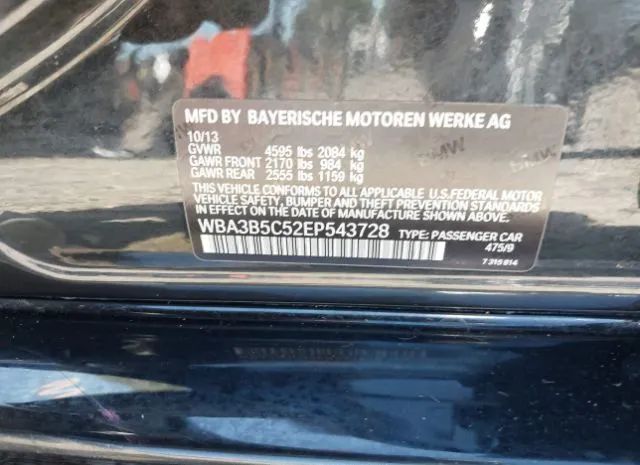 MFD BY BAYERISCHE MOTOREN WERKE AG
10/13
GVWR 4595 lbs 2084 kg
GAWR FRONT 2170 lbs 984 kg
GAWR REAR 2555 lbs 1159 kg
THIS VEHICLE CONFORMS TO ALL APPLICABLE U.S.FEDERAL MOTOR
VEHICLE SAFETY, BUMPER AND THEFT PREVENTION STANDARDS
IN EFFECT ON THE DATE OF MANUFACTURE SHOWN ABOVE.
WBA3B5C52EP543728 TYPE: PASSENGER CAR
475/9
7 315 814
BMW
BMW